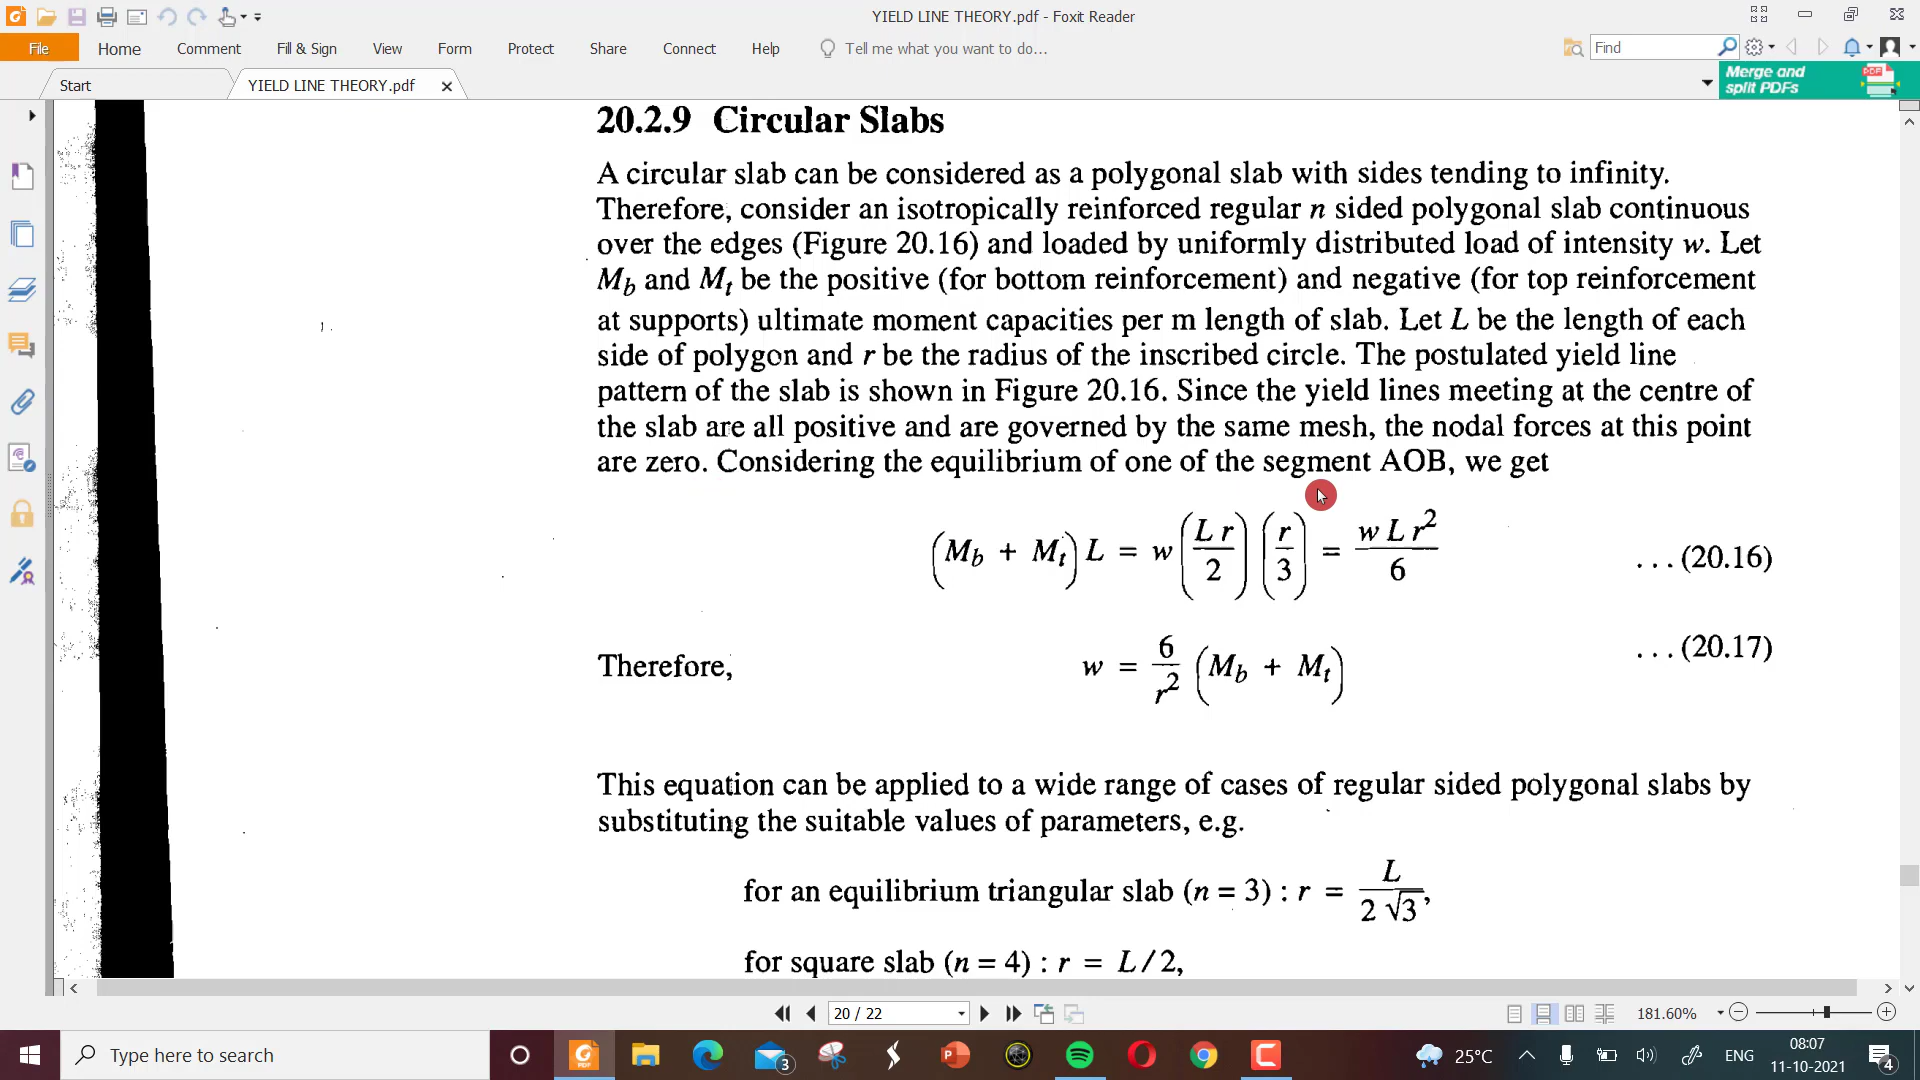 YIELD LINE THEORY.pdf - Foxit Reader
File Home Comment Fill & Sign View Form Protect Share Connect Help Tell me what you want to do... Find
Start YIELD LINE THEORY.pdf
Merge and
split PDFs
PDF
20.2.9 Circular Slabs
A circular slab can be considered as a polygonal slab with sides tending to infinity.
Therefore, consider an isotropically reinforced regular n sided polygonal slab continuous
over the edges (Figure 20.16) and loaded by uniformly distributed load of intensity w. Let
M_b and M_t be the positive (for bottom reinforcement) and negative (for top reinforcement
at supports) ultimate moment capacities per m length of slab. Let L be the length of each
side of polygon and r be the radius of the inscribed circle. The postulated yield line
pattern of the slab is shown in Figure 20.16. Since the yield lines meeting at the centre of
the slab are all positive and are governed by the same mesh, the nodal forces at this point
are zero. Considering the equilibrium of one of the segment AOB, we get
(M_b + M_t) L = w (L r / 2) (r / 3) = w L r² / 6 ...(20.16)
Therefore, w = 6 / r² (M_b + M_t) ...(20.17)
This equation can be applied to a wide range of cases of regular sided polygonal slabs by
substituting the suitable values of parameters, e.g.
for an equilibrium triangular slab (n = 3) : r = L / 2 √3,
for square slab (n = 4) : r = L/2,
20 / 22
181.60%
Type here to search
3
25°C
ENG
08:07
11-10-2021
4